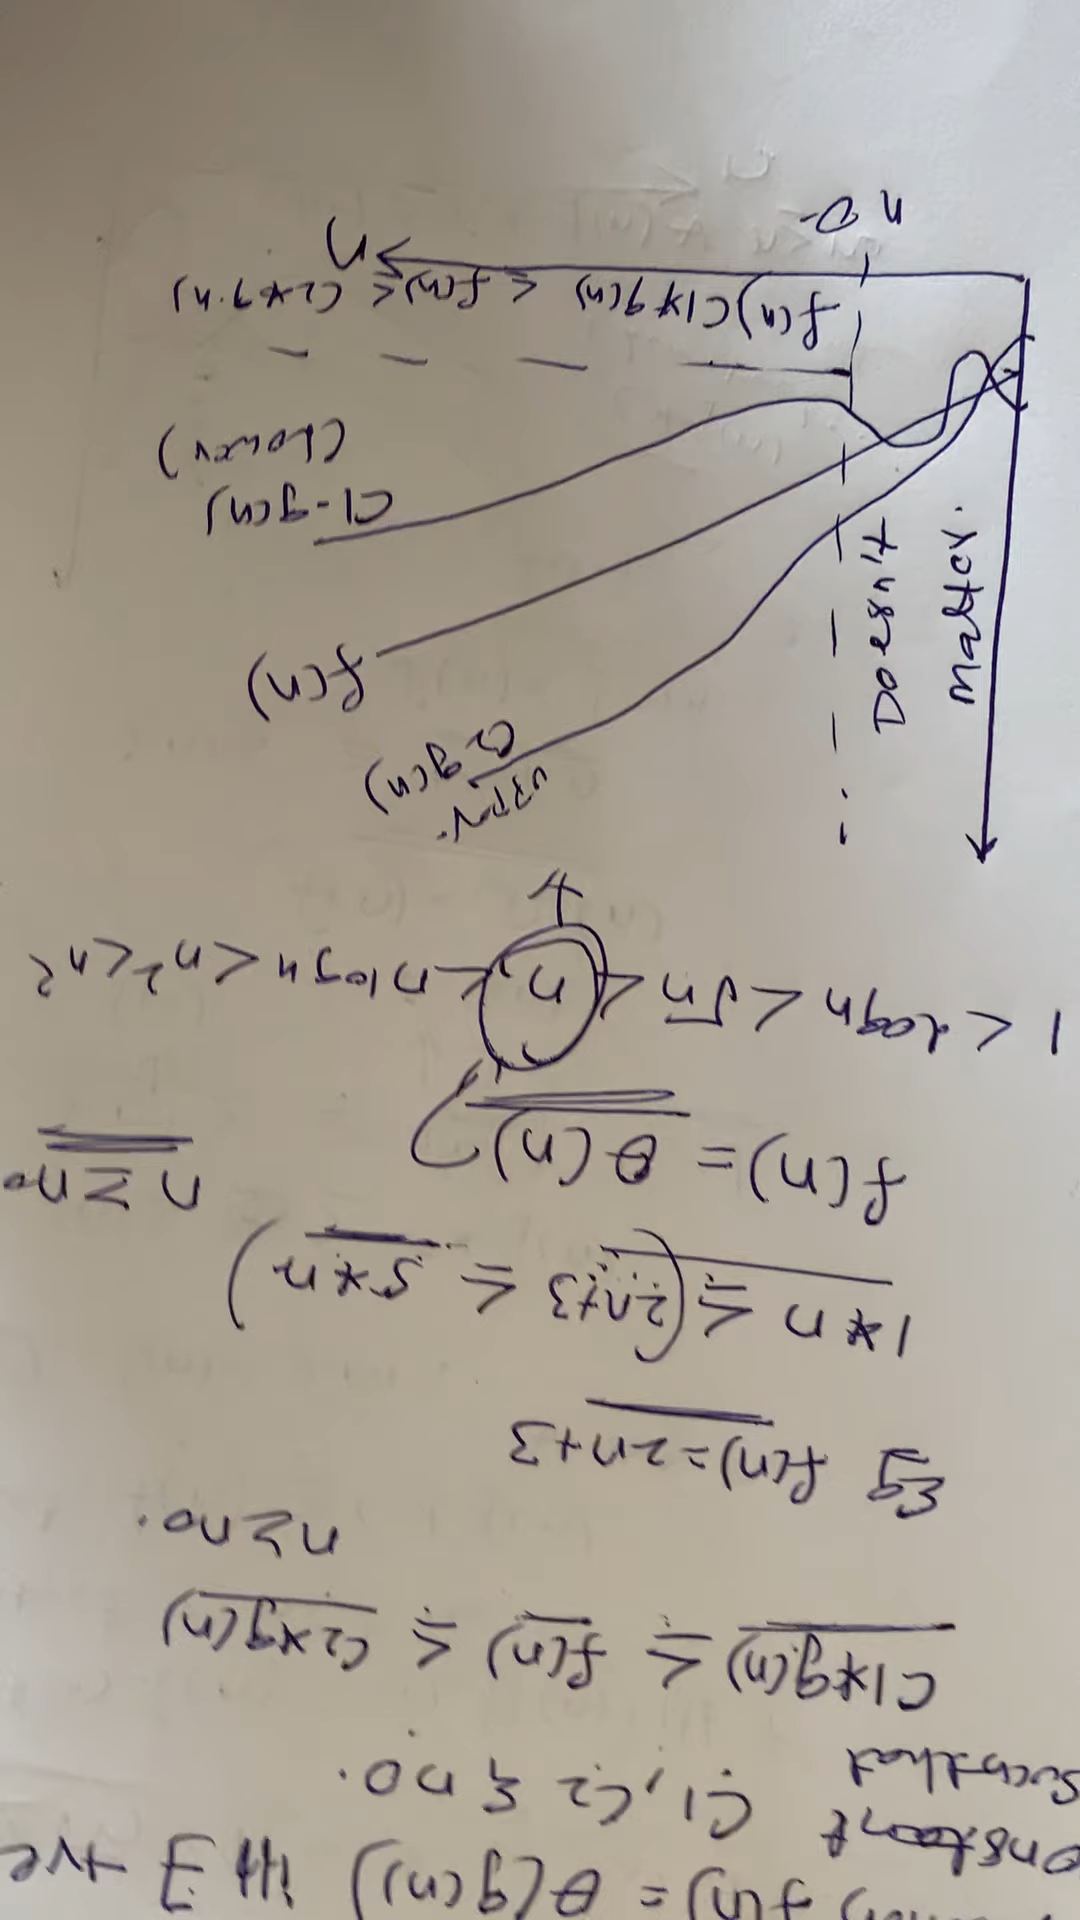 f(n) = θ(g(n)) iff ∃ +ve
constant C1, C2 & n0.
Such that
C1*g(n) ≤ f(n) ≤ C2*g(n)
n≥n0.
Eg f(n)=2n+3
1*n ≤ (2n+3 ≤ 5*n)
f(n) = θ(n) n≥n0
1 < logn < √n < n < nlogn < n² < n²
upper.
C2 g(n)
f(n)
Doesn't
matter.
C1-g(n)
(lower)
f(n) C1*g(n) ≤ f(n) ≤ C2*g(n)
n0 n